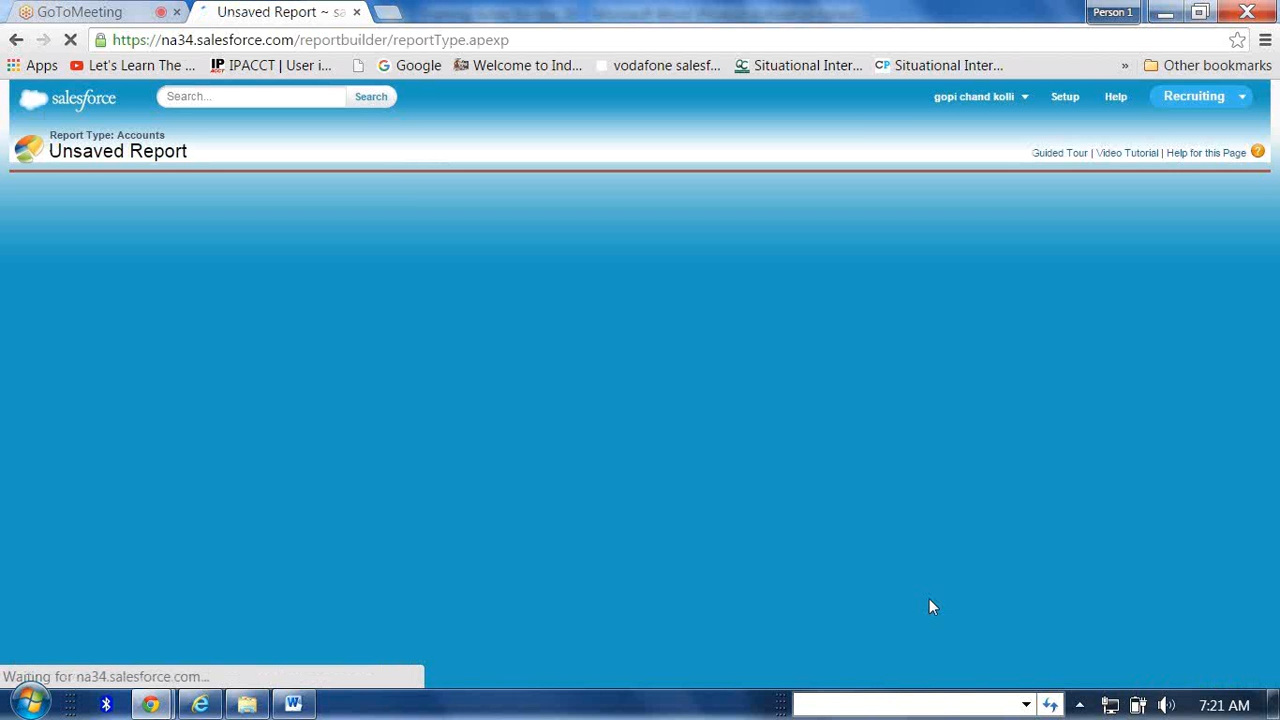 GoToMeeting
Unsaved Report ~ sa
Person 1
https://na34.salesforce.com/reportbuilder/reportType.apexp
Apps
Let's Learn The ...
IP ACCT
IPACCT | User i...
Google
Welcome to Ind...
vodafone salesf...
Situational Inter...
CP
Situational Inter...
»
Other bookmarks
salesforce
Search...
Search
gopi chand kolli
Setup
Help
Recruiting
Report Type: Accounts
Unsaved Report
Guided Tour | Video Tutorial | Help for this Page
Waiting for na34.salesforce.com...
7:21 AM